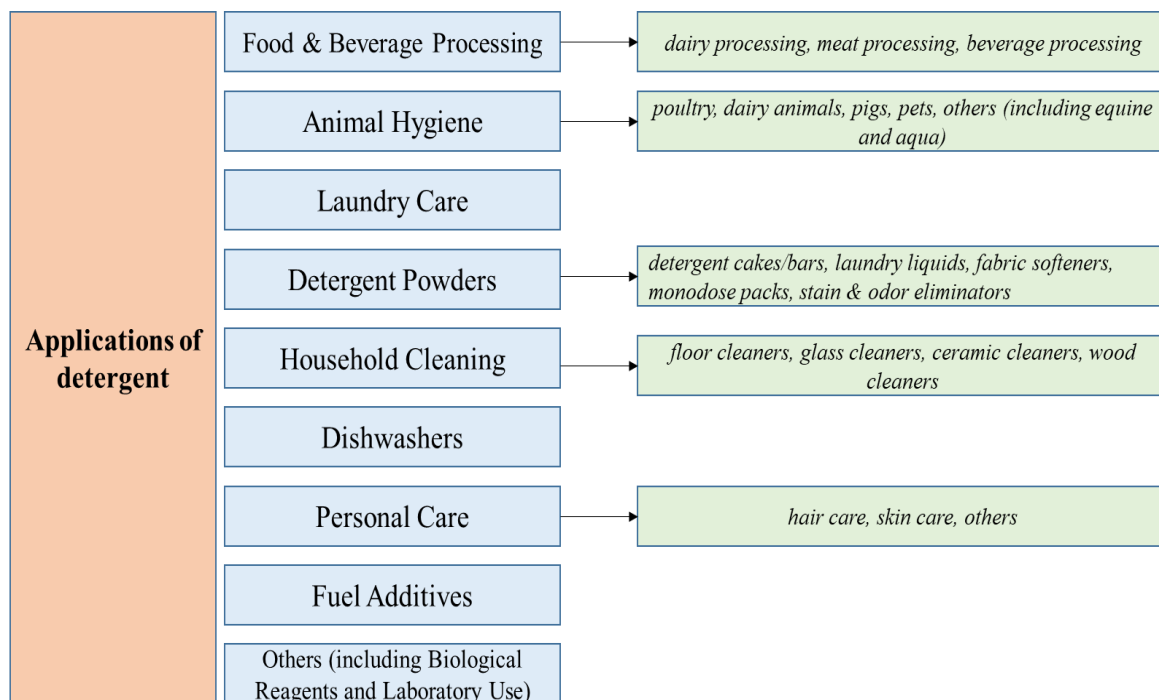 Applications of
detergent
Food & Beverage Processing
dairy processing, meat processing, beverage processing
Animal Hygiene
poultry, dairy animals, pigs, pets, others (including equine
and aqua)
Laundry Care
Detergent Powders
detergent cakes/bars, laundry liquids, fabric softeners,
monodose packs, stain & odor eliminators
Household Cleaning
floor cleaners, glass cleaners, ceramic cleaners, wood
cleaners
Dishwashers
Personal Care
hair care, skin care, others
Fuel Additives
Others (including Biological
Reagents and Laboratory Use)